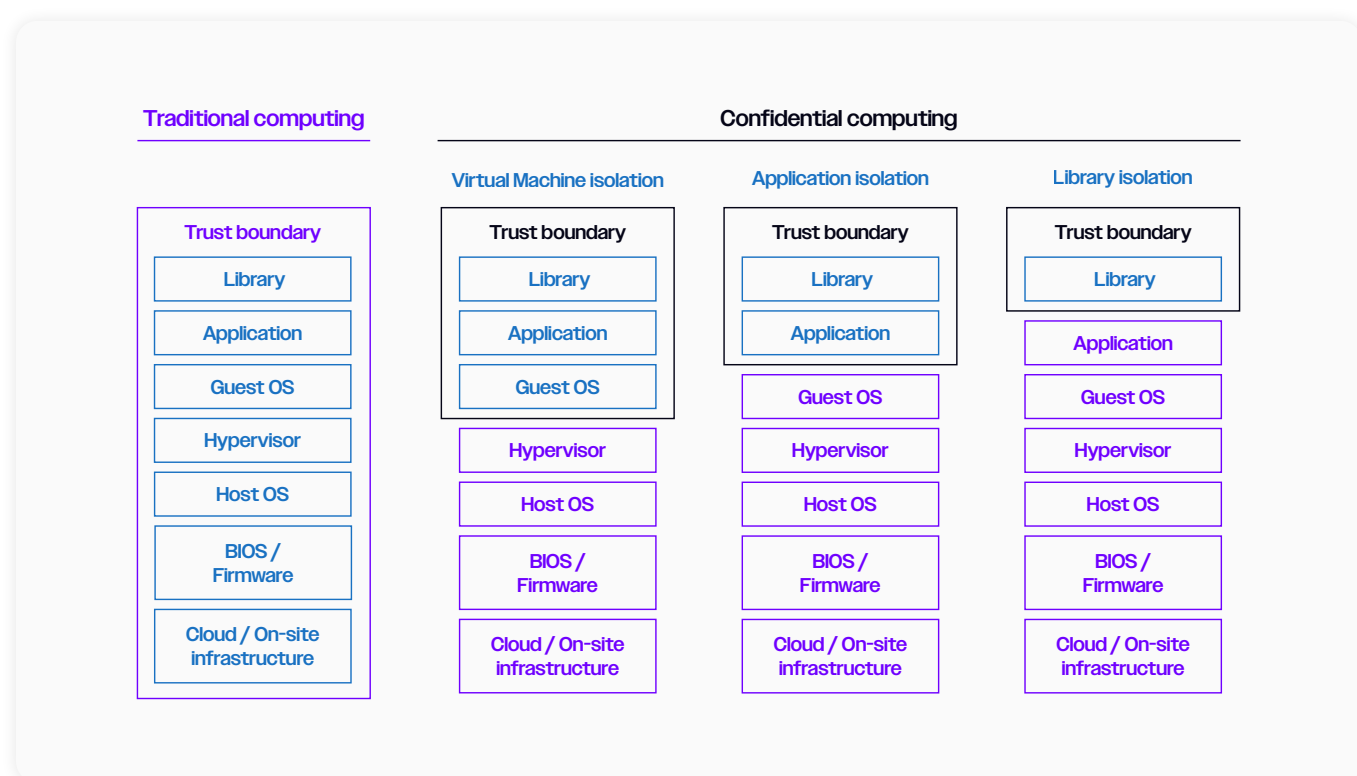 Traditional computing
Confidential computing
Virtual Machine isolation
Application isolation
Library isolation
Trust boundary
Library
Application
Guest OS
Hypervisor
Host OS
BIOS /
Firmware
Cloud / On-site
infrastructure
Trust boundary
Library
Application
Guest OS
Hypervisor
Host OS
BIOS /
Firmware
Cloud / On-site
infrastructure
Trust boundary
Library
Application
Guest OS
Hypervisor
Host OS
BIOS /
Firmware
Cloud / On-site
infrastructure
Trust boundary
Library
Application
Guest OS
Hypervisor
Host OS
BIOS /
Firmware
Cloud / On-site
infrastructure